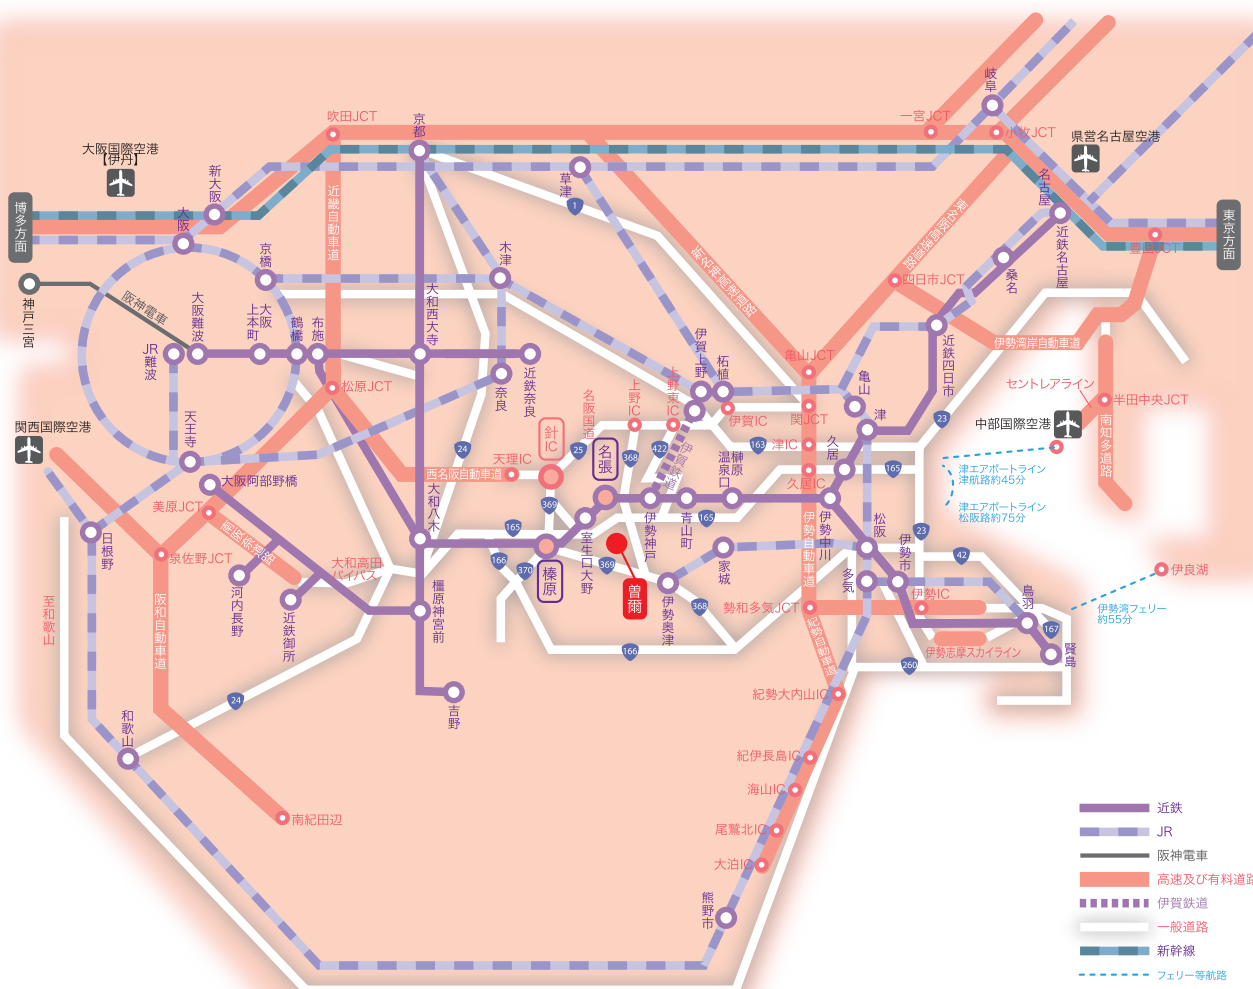 吹田JCT
京都
一宮JCT
岐阜
小牧JCT
県営名古屋空港
大阪国際空港
【伊丹】
新大阪
近畿自動車道
草津
1
名古屋
博多方面
大阪
東名阪高速道路
東京方面
京橋
木津
新名神高速道路
近鉄名古屋
豊田JCT
四日市JCT
桑名
神戸三宮
阪神電車
大阪難波
大阪上本町
鶴橋
布施
大和西大寺
JR難波
伊賀上野
柘植
亀山JCT
近鉄四日市
伊勢湾岸自動車道
松原JCT
奈良
近鉄奈良
名阪国道
上野IC
上野東IC
亀山
セントレアライン
半田中央JCT
関西国際空港
天王寺
針IC
伊賀IC
関JCT
津
23
中部国際空港
南知多道路
24
天理IC
25
名張
368
422
伊賀鉄道
温泉口
榊原
163
津IC
久居
西名阪自動車道
久居IC
165
津エアポートライン
津航路約45分
大阪阿部野橋
大和八木
美原JCT
369
津エアポートライン
松阪路約75分
南阪奈道路
165
室生口大野
伊勢神戸
青山町
165
伊勢自動車道
伊勢中川
松阪
伊勢市
23
日根野
泉佐野JCT
大和高田
バイパス
166
370
榛原
369
曽爾
家城
42
伊良湖
至和歌山
阪和自動車道
河内長野
近鉄御所
橿原神宮前
伊勢奥津
368
勢和多気JCT
多気
伊勢IC
鳥羽
伊勢湾フェリー
約55分
紀勢自動車道
伊勢志摩スカイライン
167
賢島
166
260
24
和歌山
吉野
紀勢大内山IC
紀伊長島IC
海山IC
南紀田辺
尾鷲北IC
大泊IC
熊野市
近鉄
JR
阪神電車
高速及び有料道路
伊賀鉄道
一般道路
新幹線
フェリー等航路